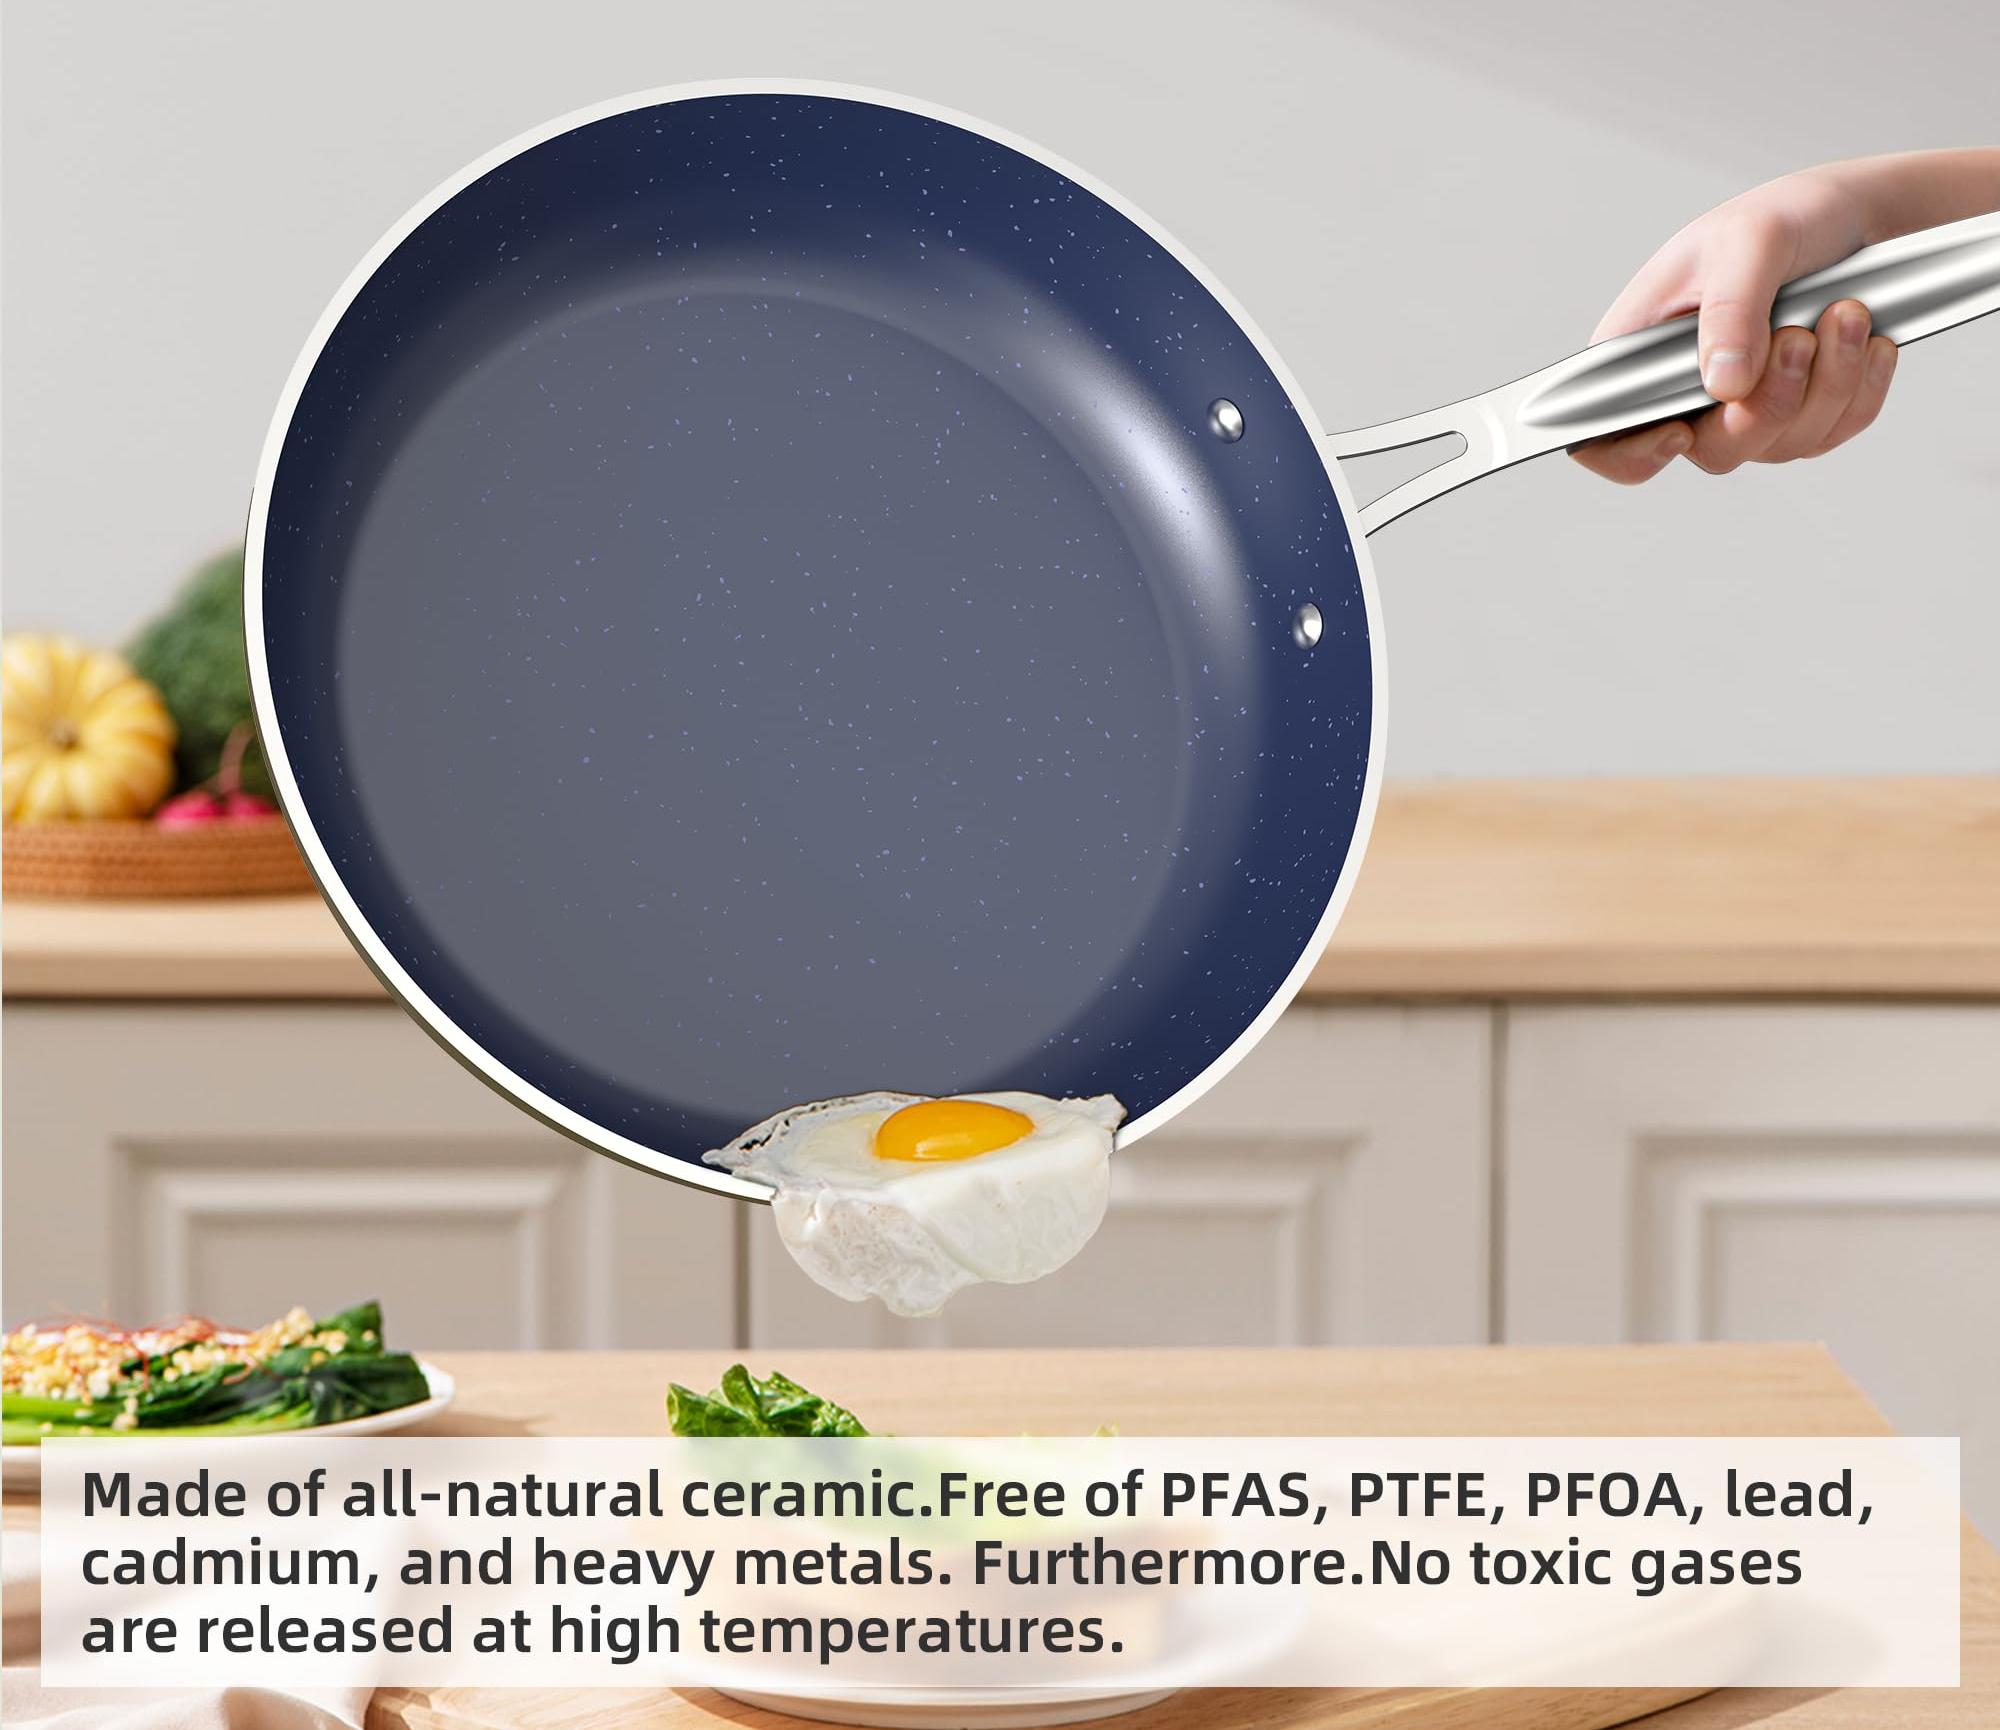 Made of all-natural ceramic.Free of PFAS, PTFE, PFOA, lead,
cadmium, and heavy metals. Furthermore.No toxic gases
are released at high temperatures.